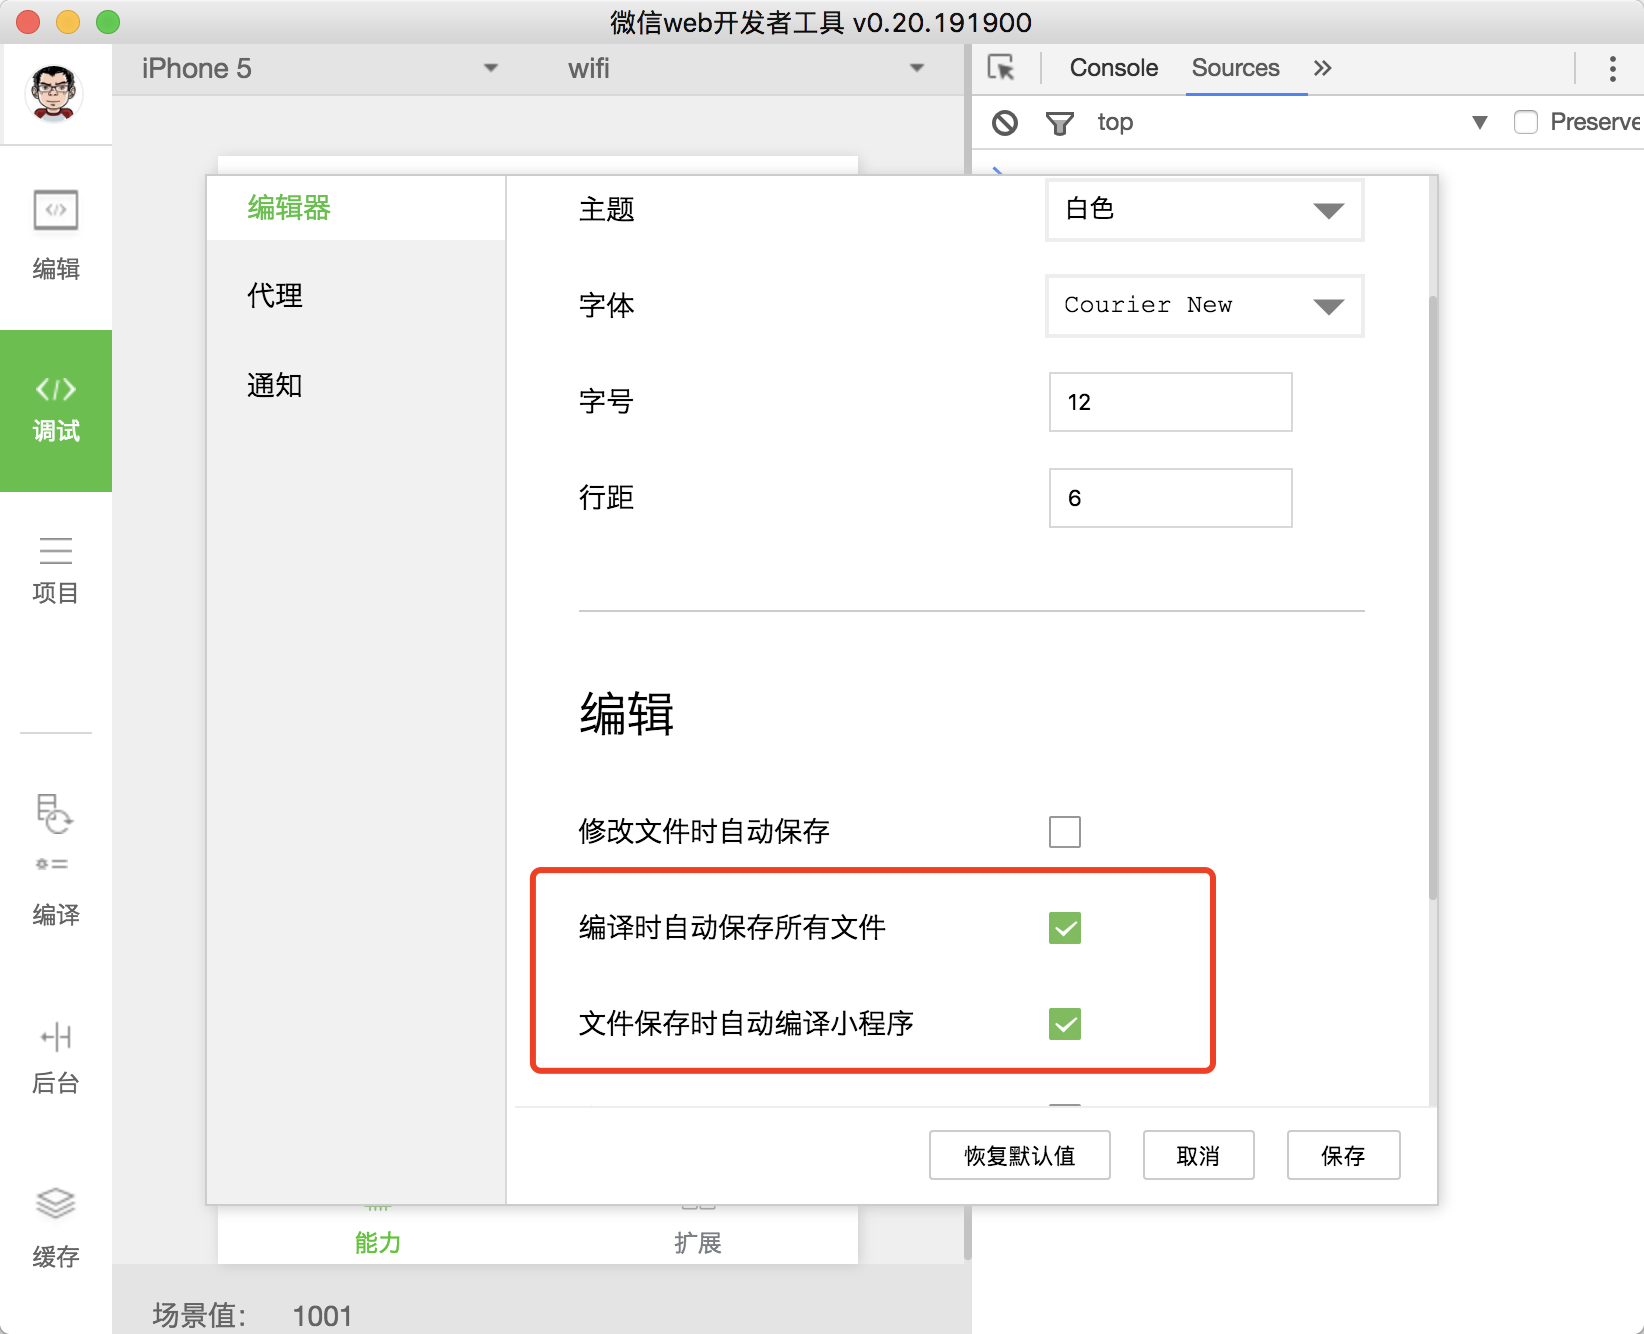 微信web开发者工具 v0.20.191900
iPhone 5
wifi
Console
Sources
top
Preserve
编辑
调试
项目
编译
后台
缓存
编辑器
代理
通知
主题
白色
字体
Courier New
字号
12
行距
6
编辑
修改文件时自动保存
编译时自动保存所有文件
文件保存时自动编译小程序
恢复默认值
取消
保存
能力
扩展
场景值：
1001